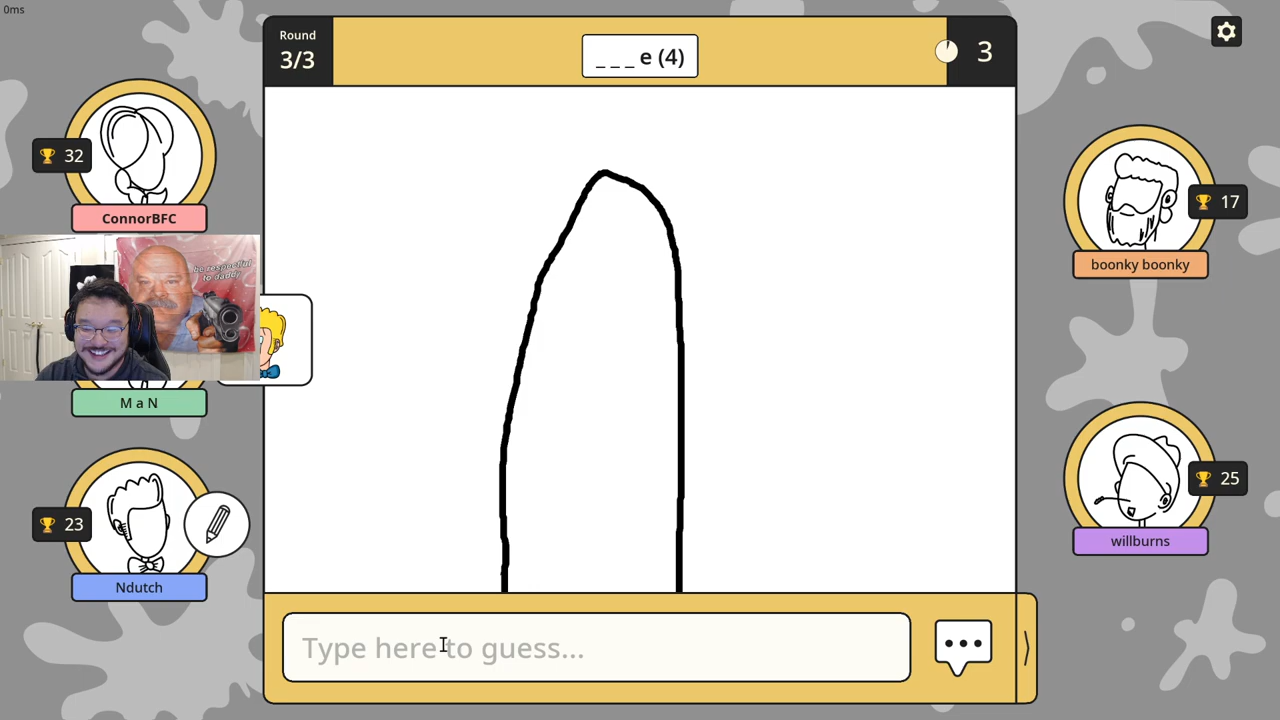 0ms
Round
3/3
_ _ _ e (4)
3
32
ConnorBFC
be respectful
to daddy
M a N
23
Ndutch
17
boonky boonky
25
willburns
Type here to guess...